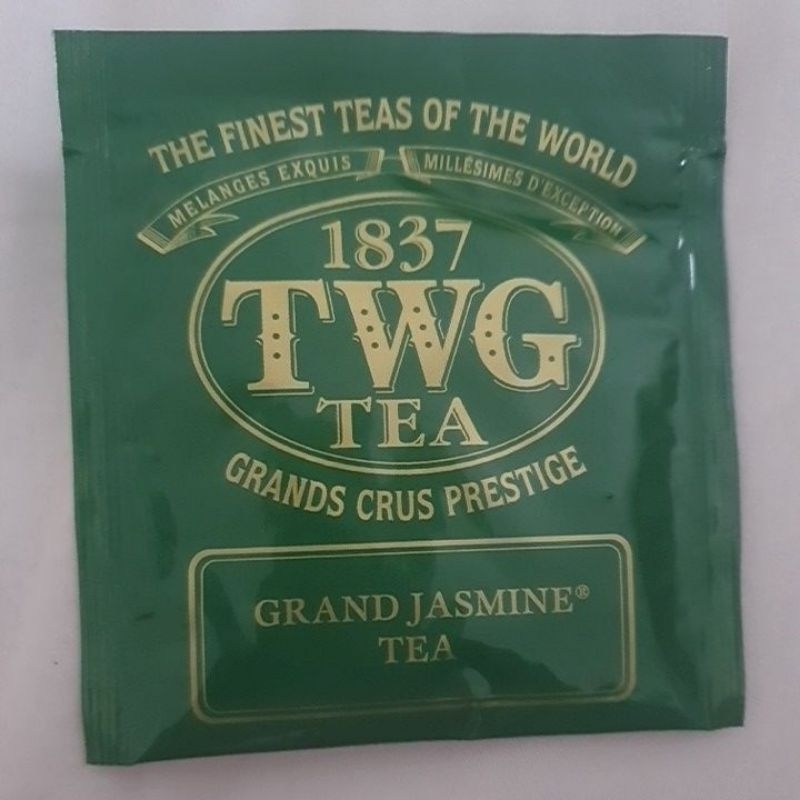 THE FINEST TEAS OF THE WORLD
MELANGES EXQUIS MILLÉSIMES D'EXCEPTION
1837
TWG
TEA
GRANDS CRUS PRESTIGE
GRAND JASMINE®
TEA